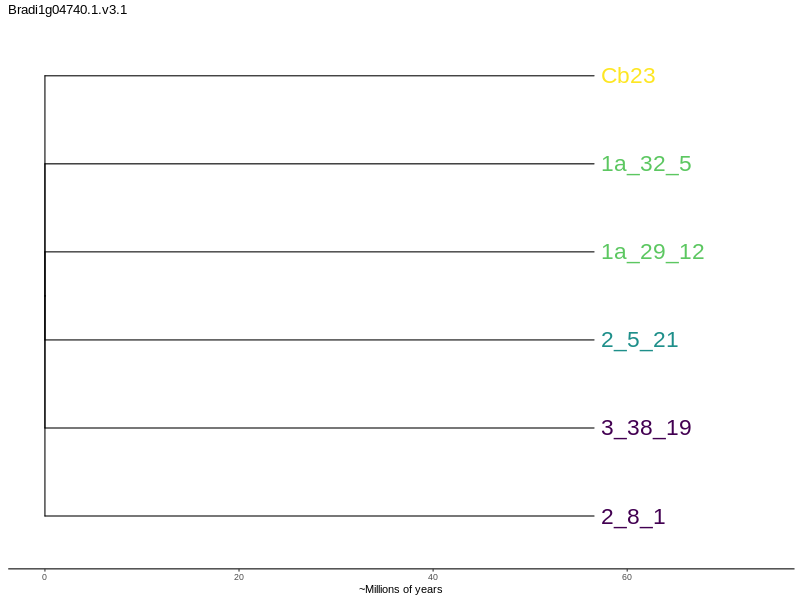 Bradi1g04740.1.v3.1
Cb23
1a_32_5
1a_29_12
2_5_21
3_38_19
2_8_1
0 20 40 60
~Millions of years